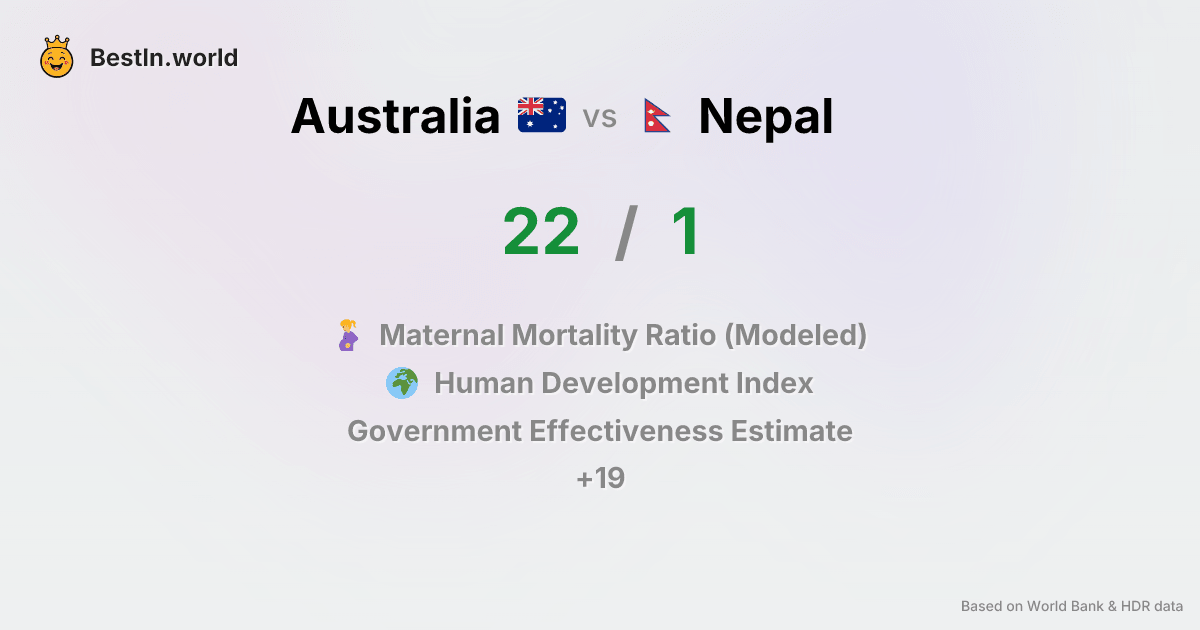 BestIn.world
Australia vs Nepal
22 / 1
Maternal Mortality Ratio (Modeled)
Human Development Index
Government Effectiveness Estimate
+19
Based on World Bank & HDR data